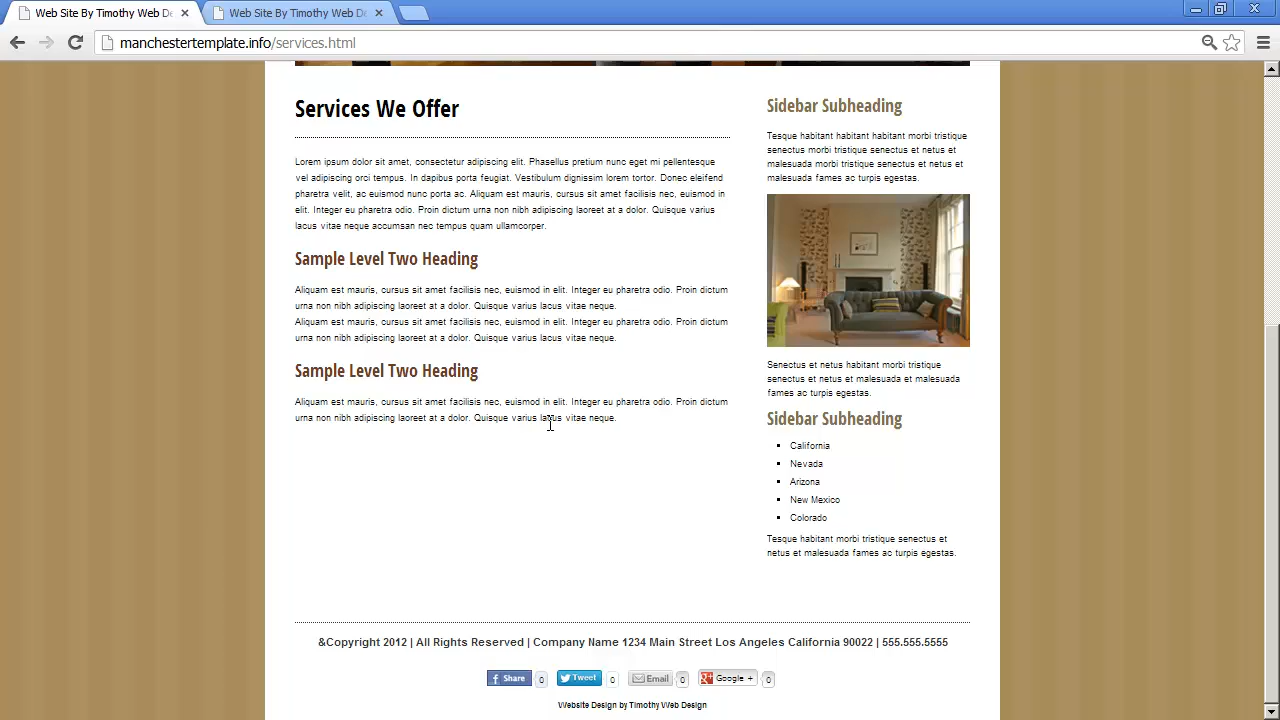 Web Site By Timothy Web De
Web Site By Timothy Web De
manchestertemplate.info/services.html
Services We Offer
Lorem ipsum dolor sit amet, consectetur adipiscing elit. Phasellus pretium nunc eget mi pellentesque
vel adipiscing orci tempus. In dapibus porta feugiat. Vestibulum dignissim lorem tortor. Donec eleifend
pharetra velit, ac euismod nunc porta ac. Aliquam est mauris, cursus sit amet facilisis nec, euismod in
elit. Integer eu pharetra odio. Proin dictum urna non nibh adipiscing laoreet at a dolor. Quisque varius
lacus vitae neque accumsan nec tempus quam ullamcorper.
Sample Level Two Heading
Aliquam est mauris, cursus sit amet facilisis nec, euismod in elit. Integer eu pharetra odio. Proin dictum
urna non nibh adipiscing laoreet at a dolor. Quisque varius lacus vitae neque.
Aliquam est mauris, cursus sit amet facilisis nec, euismod in elit. Integer eu pharetra odio. Proin dictum
urna non nibh adipiscing laoreet at a dolor. Quisque varius lacus vitae neque.
Sample Level Two Heading
Aliquam est mauris, cursus sit amet facilisis nec, euismod in elit. Integer eu pharetra odio. Proin dictum
urna non nibh adipiscing laoreet at a dolor. Quisque varius lacus vitae neque.
Sidebar Subheading
Tesque habitant habitant habitant morbi tristique
senectus morbi tristique senectus et netus et
malesuada morbi tristique senectus et netus et
malesuada fames ac turpis egestas.
Senectus et netus habitant morbi tristique
senectus et netus et malesuada et malesuada
fames ac turpis egestas.
Sidebar Subheading
California
Nevada
Arizona
New Mexico
Colorado
Tesque habitant morbi tristique senectus et
netus et malesuada fames ac turpis egestas.
&Copyright 2012 | All Rights Reserved | Company Name 1234 Main Street Los Angeles California 90022 | 555.555.5555
f Share 0 Tweet 0 Email 0 Google + 0
Website Design by Timothy Web Design